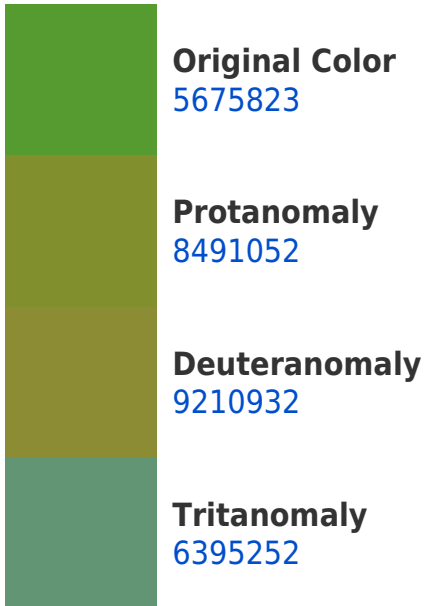 Original Color
5675823
Protanomaly
8491052
Deuteranomaly
9210932
Tritanomaly
6395252